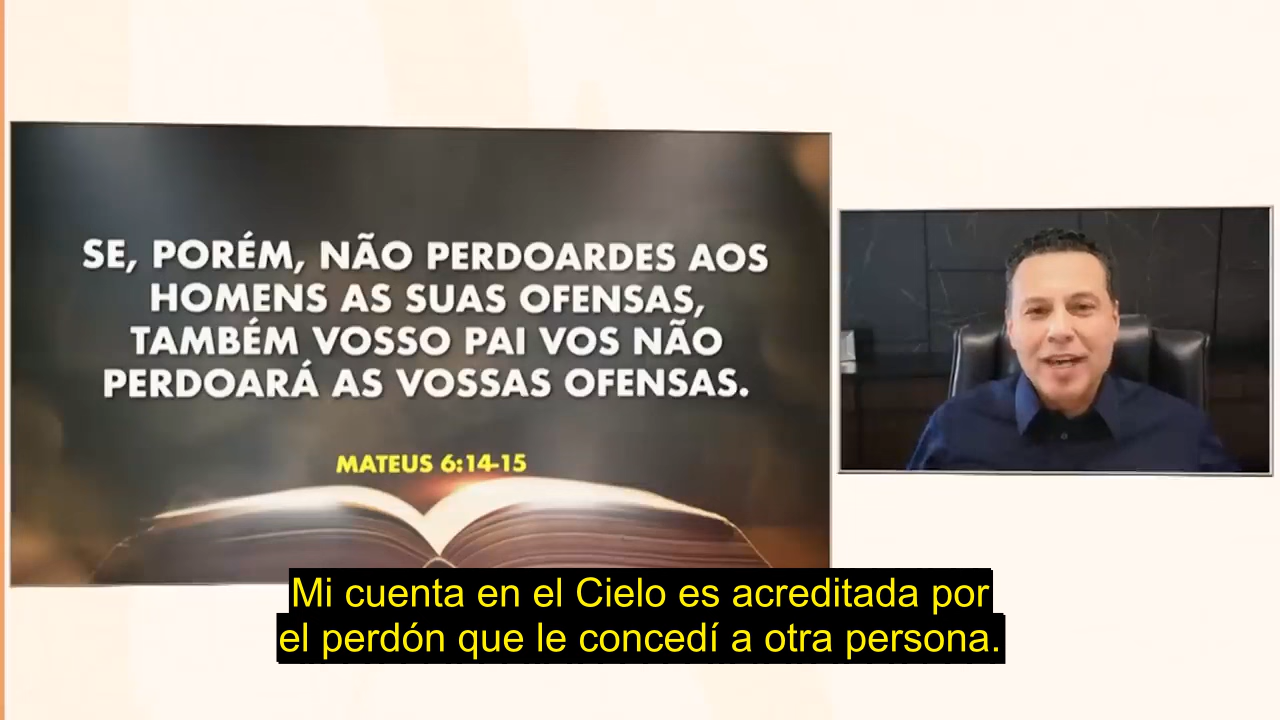 SE, PORÉM, NÃO PERDOARDES AOS
HOMENS AS SUAS OFENSAS,
TAMBÉM VOSSO PAI VOS NÃO
PERDOARÁ AS VOSSAS OFENSAS.
MATEUS 6:14-15
Mi cuenta en el Cielo es acreditada por
el perdón que le concedí a otra persona.